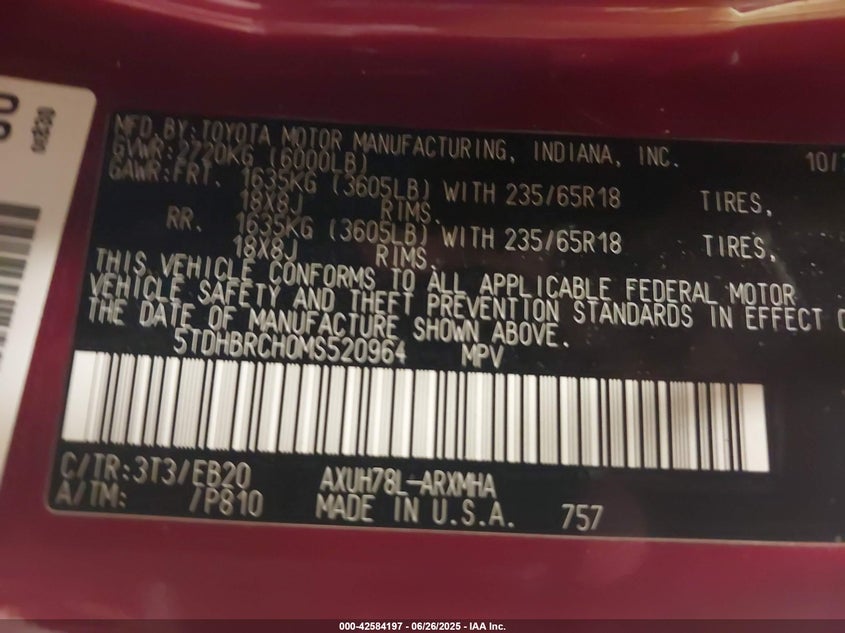 MFD.BY:TOYOTA MOTOR MANUFACTURING, INDIANA, INC. 10/
GVWR:2720KG (6000LB)
GAWR:FRT. 1635KG (3605LB) WITH 235/65R18 TIRES,
18X8J RIMS.
RR. 1635KG (3605LB) WITH 235/65R18 TIRES,
18X8J RIMS.
THIS VEHICLE CONFORMS TO ALL APPLICABLE FEDERAL MOTOR
VEHICLE SAFETY AND THEFT PREVENTION STANDARDS IN EFFECT
THE DATE OF MANUFACTURE SHOWN ABOVE.
5TDHBRCH0MS520964 MPV
C/TR:3T3/EB20 AXUH78L-ARXMHA
A/TM: /P810 MADE IN U.S.A. 757
000-42584197 - 06/26/2025 - IAA Inc.